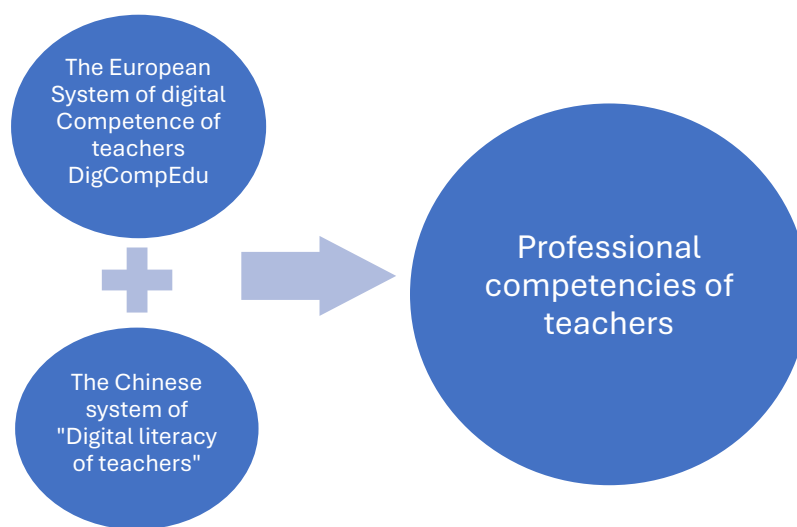 The European
System of digital
Competence of
teachers
DigCompEdu
The Chinese
system of
"Digital literacy
of teachers"
Professional
competencies of
teachers